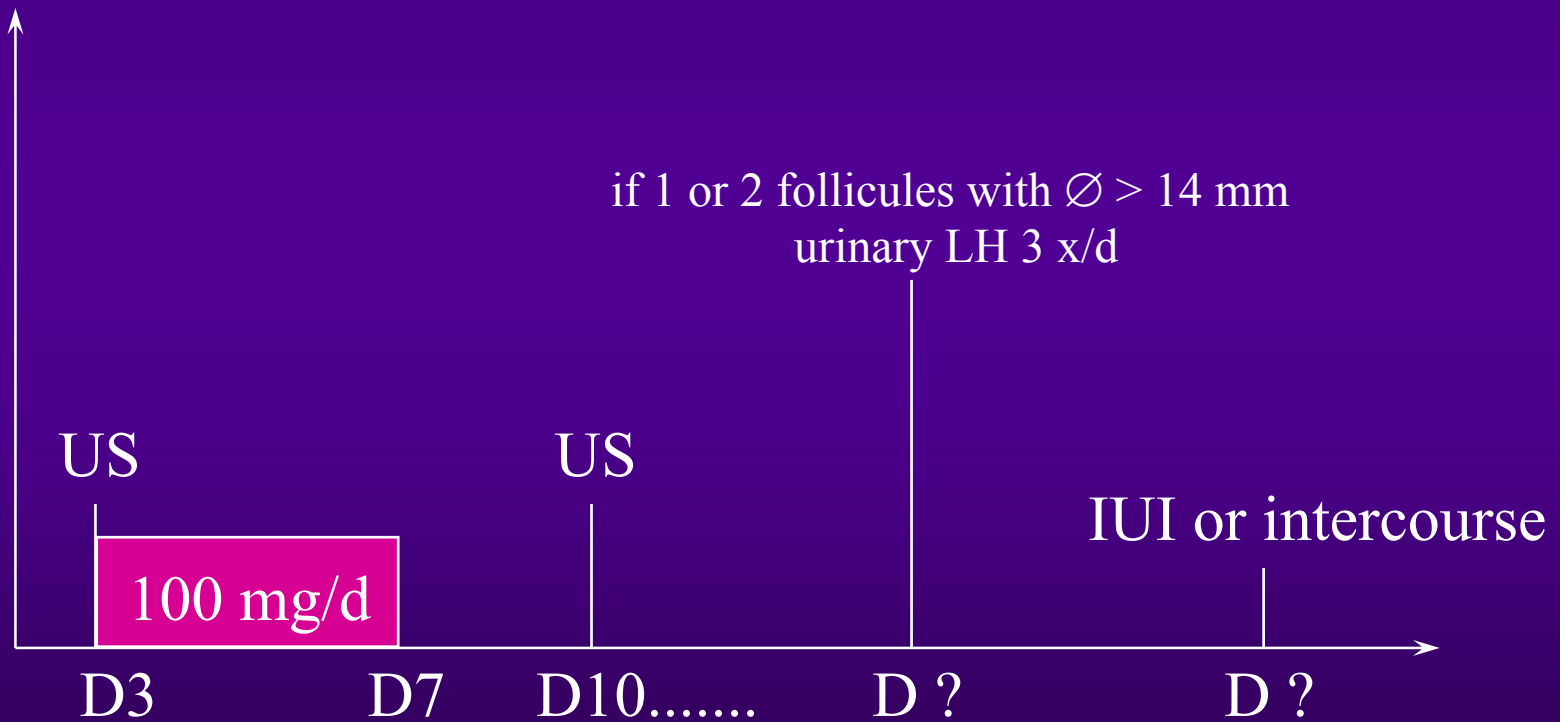 if 1 or 2 follicules with ∅ > 14 mm
urinary LH 3 x/d
US
US
IUI or intercourse
100 mg/d
D3
D7
D10.......
D ?
D ?